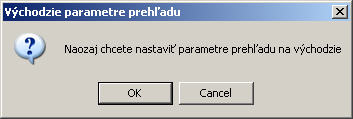 Východzie parametre prehľadu
Naozaj chcete nastaviť parametre prehľadu na východzie
OK
Cancel